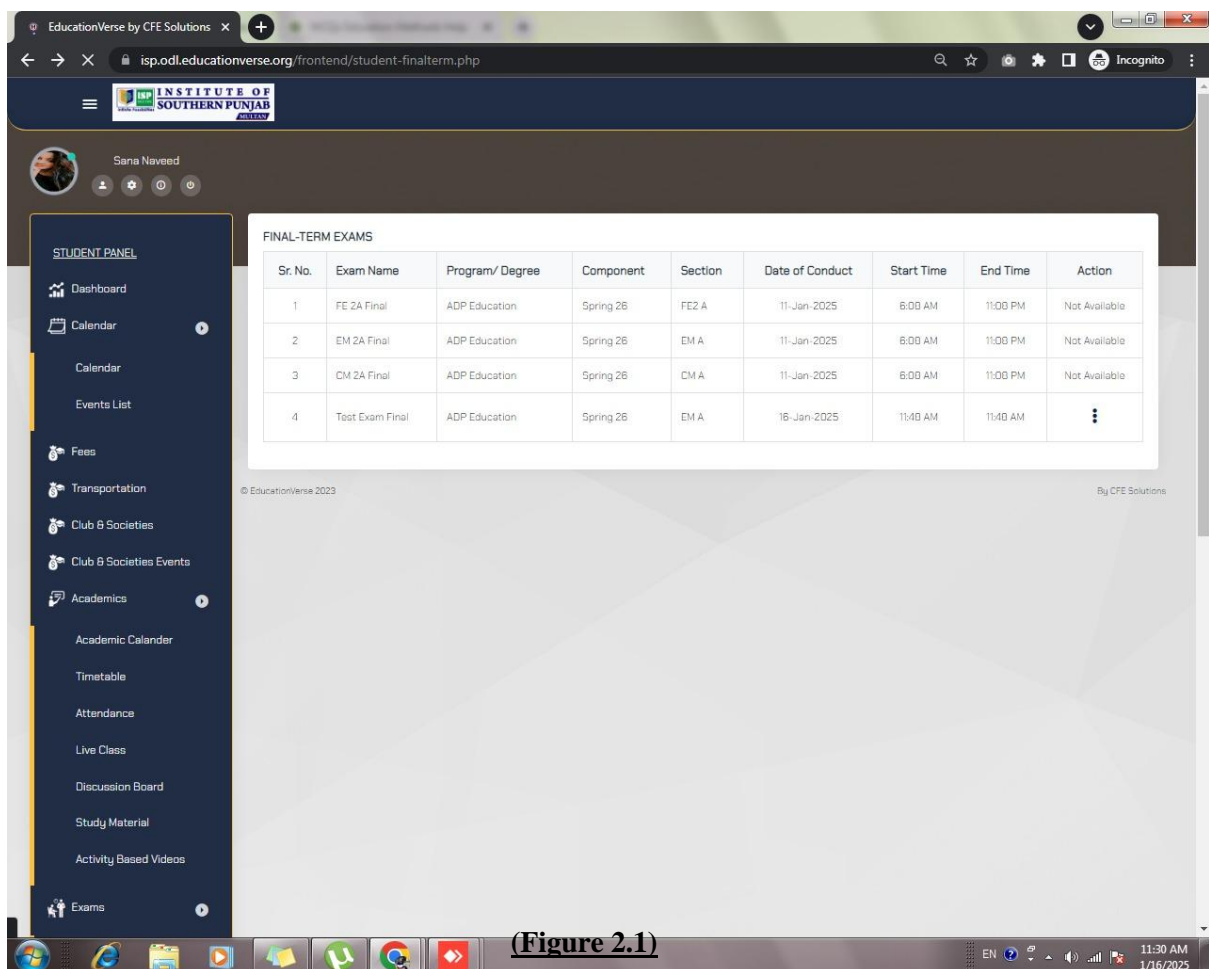 EducationVerse by CFE Solutions
isp.odl.educationverse.org/frontend/student-finalterm.php
Incognito
ISP
INSTITUTE OF
SOUTHERN PUNJAB
MULTAN
Sana Naveed
STUDENT PANEL
Dashboard
Calendar
Calendar
Events List
Fees
Transportation
Club & Societies
Club & Societies Events
Academics
Academic Calander
Timetable
Attendance
Live Class
Discussion Board
Study Material
Activity Based Videos
Exams
FINAL-TERM EXAMS
Sr. No. Exam Name Program/ Degree Component Section Date of Conduct Start Time End Time Action
1 FE 2A Final ADP Education Spring 26 FE2 A 11-Jan-2025 6:00 AM 11:00 PM Not Available
2 EM 2A Final ADP Education Spring 26 EM A 11-Jan-2025 6:00 AM 11:00 PM Not Available
3 CM 2A Final ADP Education Spring 26 CM A 11-Jan-2025 6:00 AM 11:00 PM Not Available
4 Test Exam Final ADP Education Spring 26 EM A 16-Jan-2025 11:40 AM 11:40 AM
© EducationVerse 2023 By CFE Solutions
(Figure 2.1)
EN 11:30 AM
1/16/2025